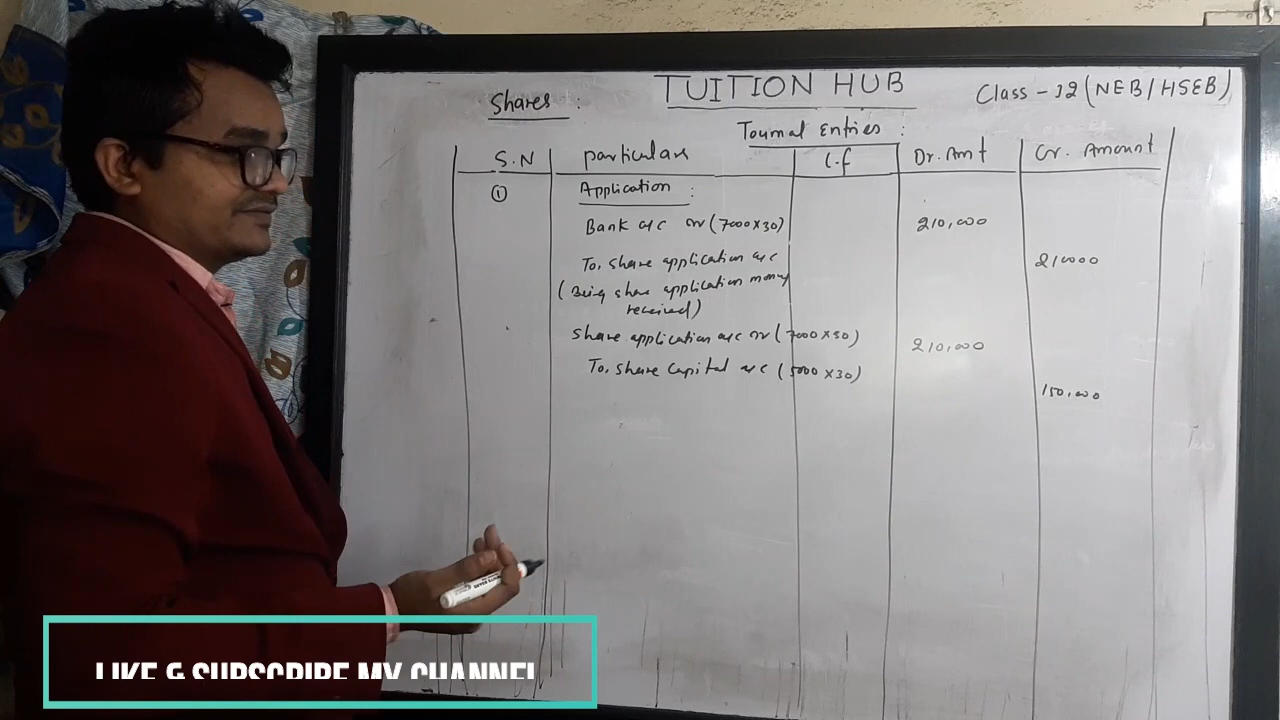 TUITION HUB
Shares :
Class - 12 (NEB/HSEB)
Journal Entries :
S.N particulars L.f Dr. Amt Cr. Amount
① Application :
Bank a/c Dr (7000 x 30) 210,000
To, share application a/c 210000
(Being share application money
received)
share application a/c Dr (7000 x 30) 210,000
To, share Capital a/c (5000 x 30) 150,000
LIKE & SUBSCRIBE MY CHANNEL